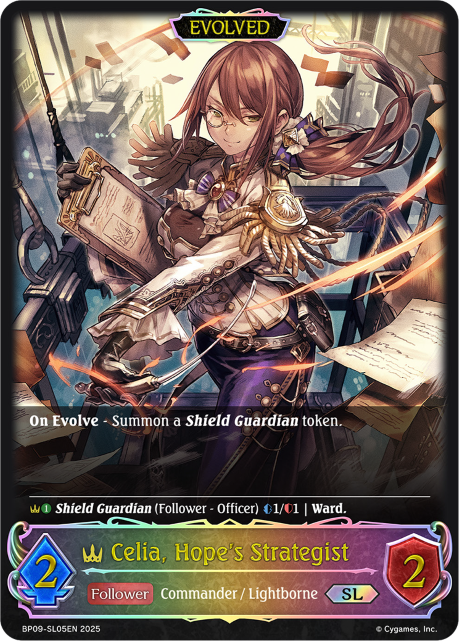 EVOLVED
On Evolve - Summon a Shield Guardian token.
1 Shield Guardian (Follower - Officer) 1/1 | Ward.
Celia, Hope's Strategist
2
Follower Commander / Lightborne SL
2
BP09-SL05EN 2025 © Cygames, Inc.